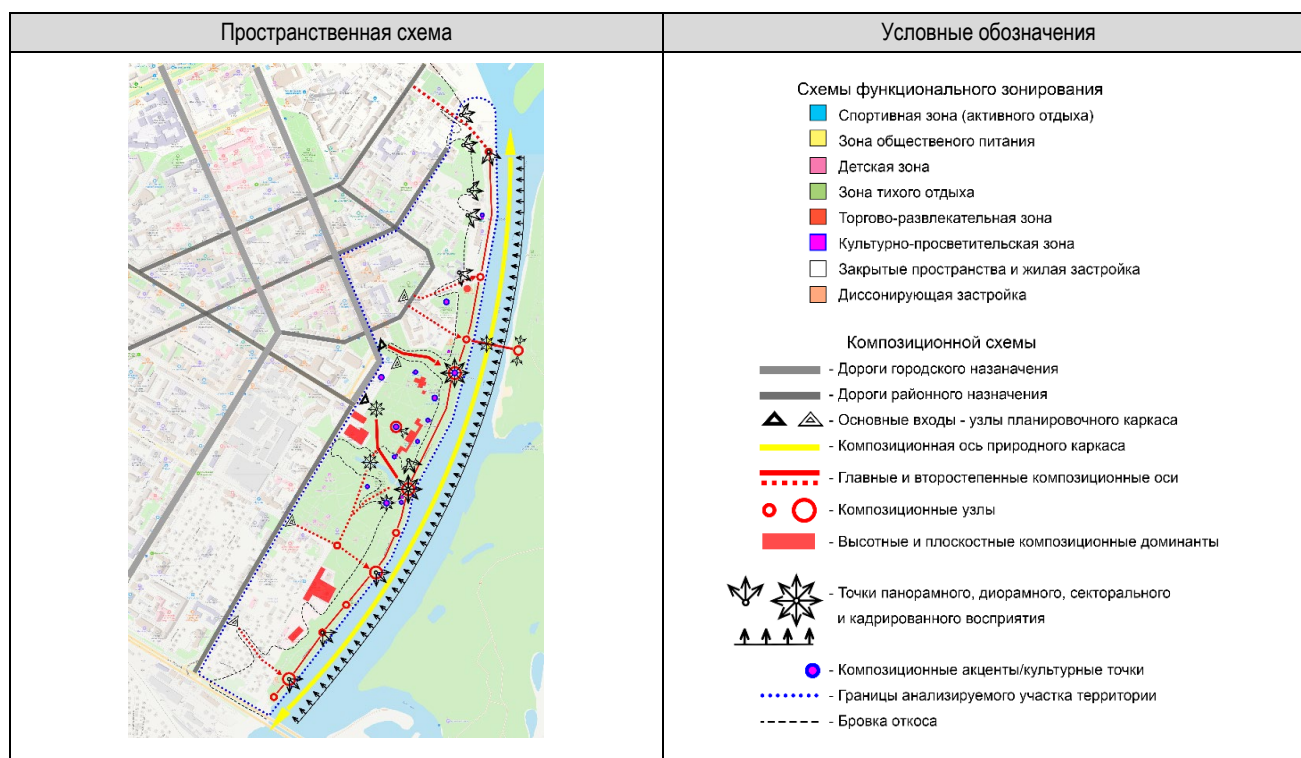 Пространственная схема
Условные обозначения
Схемы функционального зонирования
Спортивная зона (активного отдыха)
Зона общественого питания
Детская зона
Зона тихого отдыха
Торгово-развлекательная зона
Культурно-просветительская зона
Закрытые пространства и жилая застройка
Диссонирующая застройка
Композиционной схемы
- Дороги городского назаначения
- Дороги районного назначения
- Основные входы - узлы планировочного каркаса
- Композиционная ось природного каркаса
- Главные и второстепенные композиционные оси
- Композиционные узлы
- Высотные и плоскостные композиционные доминанты
- Точки панорамного, диорамного, секторального
и кадрированного восприятия
- Композиционные акценты/культурные точки
- Границы анализируемого участка территории
- Бровка откоса